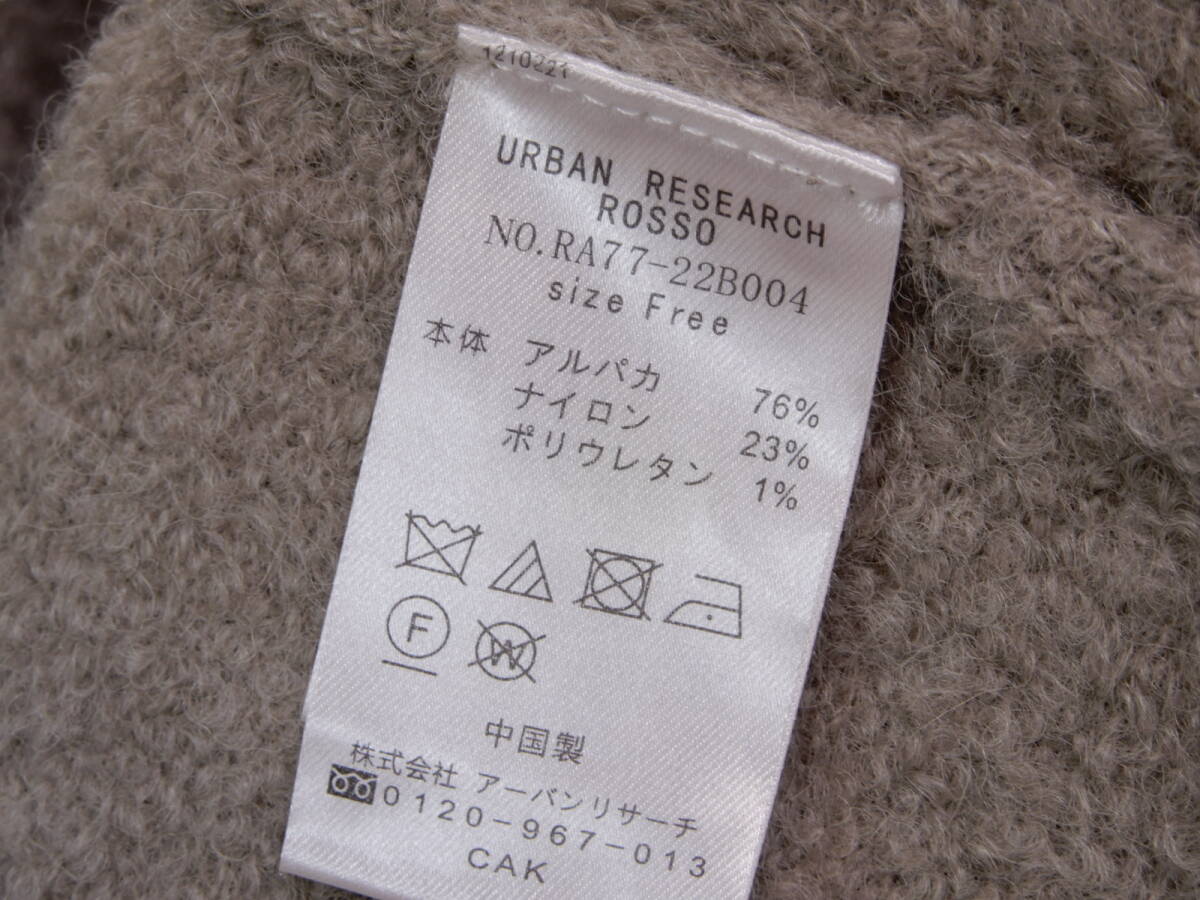 1210221
URBAN RESEARCH
ROSSO
NO.RA77-22B004
size Free
本体 アルパカ 76%
ナイロン 23%
ポリウレタン 1%
F W
中国製
株式会社 アーバンリサーチ
0120-967-013
CAK